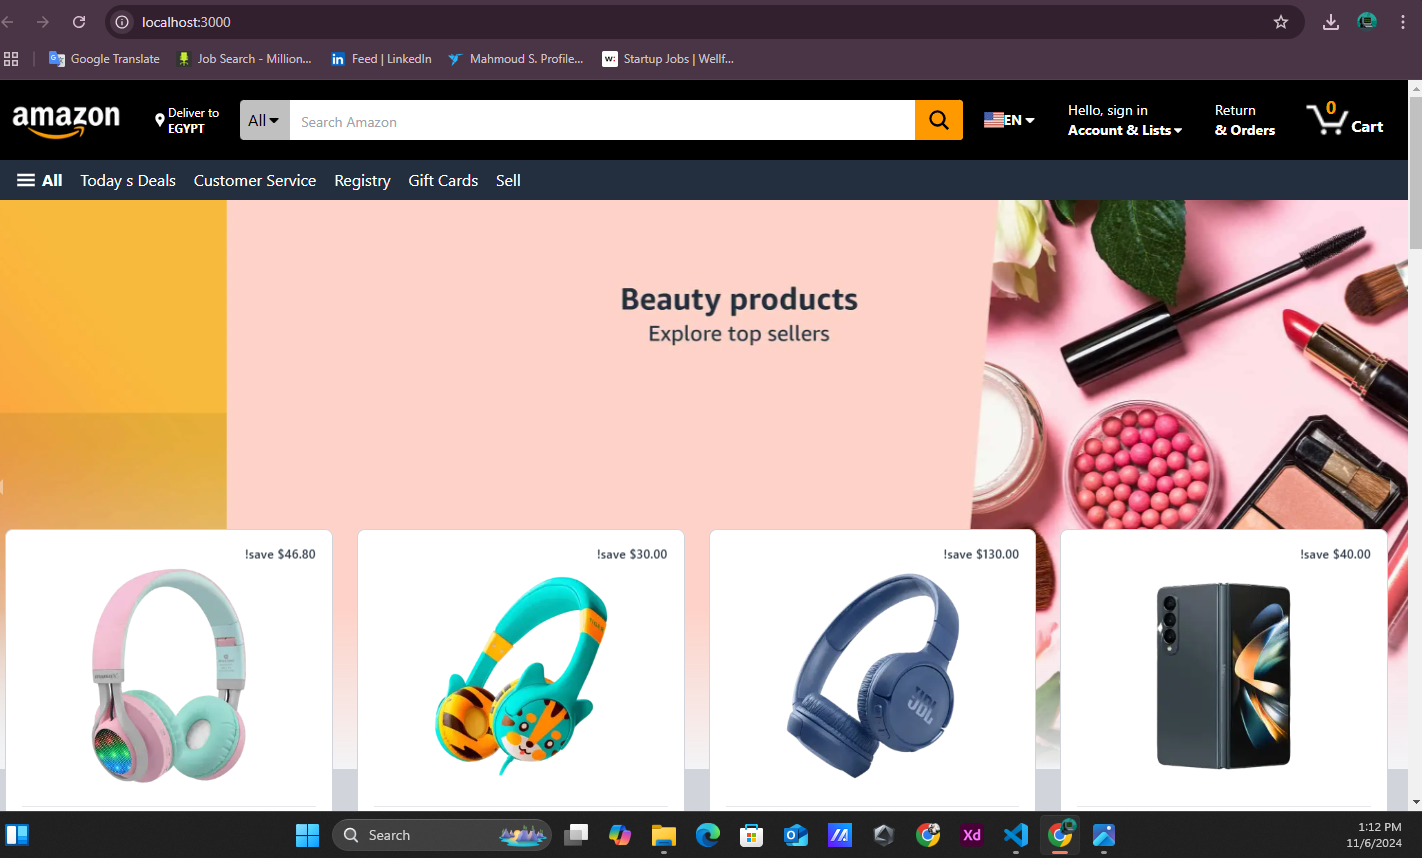 localhost:3000
Google Translate
Job Search - Million...
in Feed | LinkedIn
Mahmoud S. Profile...
w: Startup Jobs | Wellf...
amazon
Deliver to
EGYPT
All
Search Amazon
EN
Hello, sign in
Account & Lists
Return
& Orders
0
Cart
All
Today s Deals
Customer Service
Registry
Gift Cards
Sell
Beauty products
Explore top sellers
!save $46.80
!save $30.00
!save $130.00
!save $40.00
JBL
Search
Xd
1:12 PM
11/6/2024